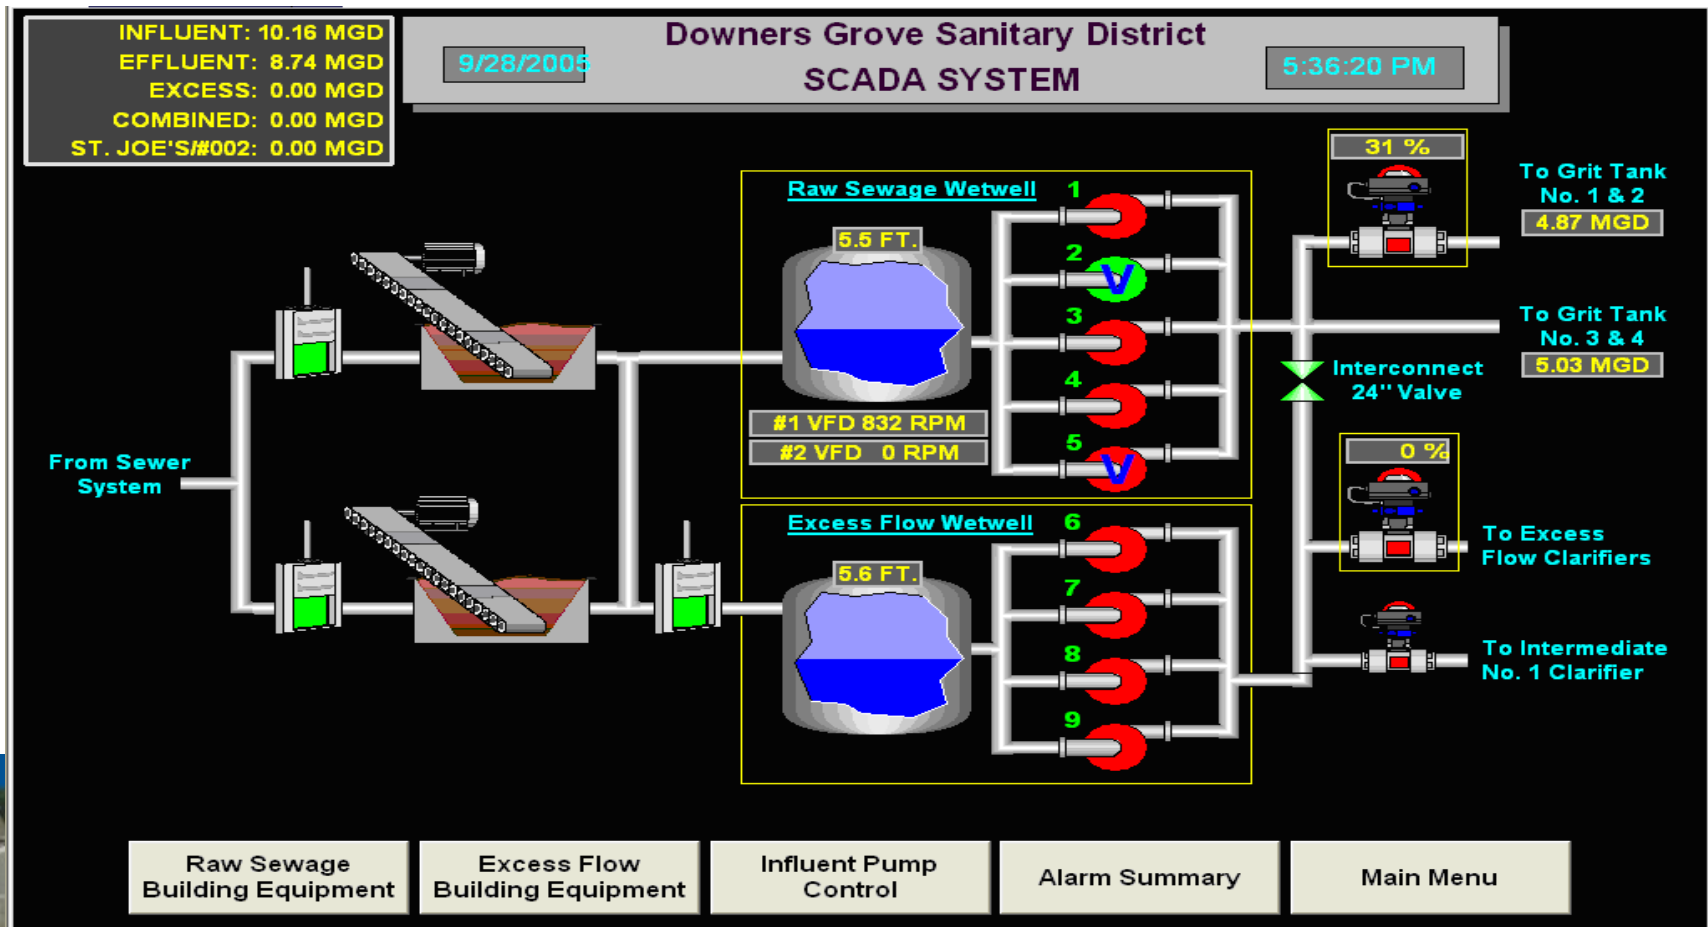 INFLUENT: 10.16 MGD
EFFLUENT: 8.74 MGD
EXCESS: 0.00 MGD
COMBINED: 0.00 MGD
ST. JOE'S/#002: 0.00 MGD
Downers Grove Sanitary District
SCADA SYSTEM
9/28/2005
5:36:20 PM
31 %
To Grit Tank
No. 1 & 2
4.87 MGD
Raw Sewage Wetwell
5.5 FT.
1
2
V
3
4
5
V
#1 VFD 832 RPM
#2 VFD 0 RPM
To Grit Tank
No. 3 & 4
5.03 MGD
Interconnect
24" Valve
From Sewer
System
0 %
To Excess
Flow Clarifiers
Excess Flow Wetwell
5.6 FT.
6
7
8
9
To Intermediate
No. 1 Clarifier
Raw Sewage
Building Equipment
Excess Flow
Building Equipment
Influent Pump
Control
Alarm Summary
Main Menu